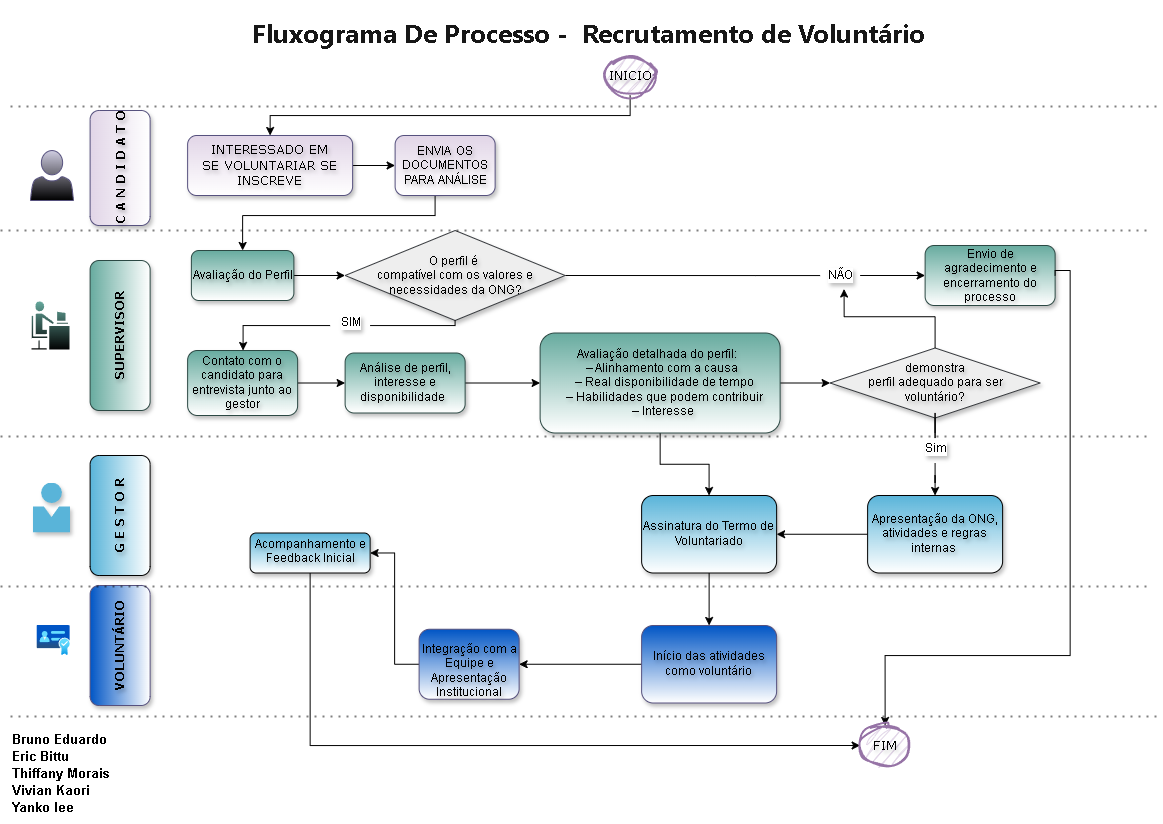 Fluxograma De Processo -  Recrutamento de Voluntário
INICIO
CANDIDATO
INTERESSADO EM
SE VOLUNTARIAR SE
INSCREVE
ENVIA OS
DOCUMENTOS
PARA ANÁLISE
SUPERVISOR
Avaliação do Perfil
O perfil é
compatível com os valores e
necessidades da ONG?
NÃO
Envio de
agradecimento e
encerramento do
processo
SIM
Contato com o
candidato para
entrevista junto ao
gestor
Análise de perfil,
interesse e
disponibilidade
Avaliação detalhada do perfil:
– Alinhamento com a causa
– Real disponibilidade de tempo
– Habilidades que podem contribuir
– Interesse
demonstra
perfil adequado para ser
voluntário?
Sim
GESTOR
Acompanhamento e
Feedback Inicial
Assinatura do Termo de
Voluntariado
Apresentação da ONG,
atividades e regras
internas
VOLUNTÁRIO
Integração com a
Equipe e
Apresentação
Institucional
Início das atividades
como voluntário
FIM
Bruno Eduardo
Eric Bittu
Thiffany Morais
Vivian Kaori
Yanko lee